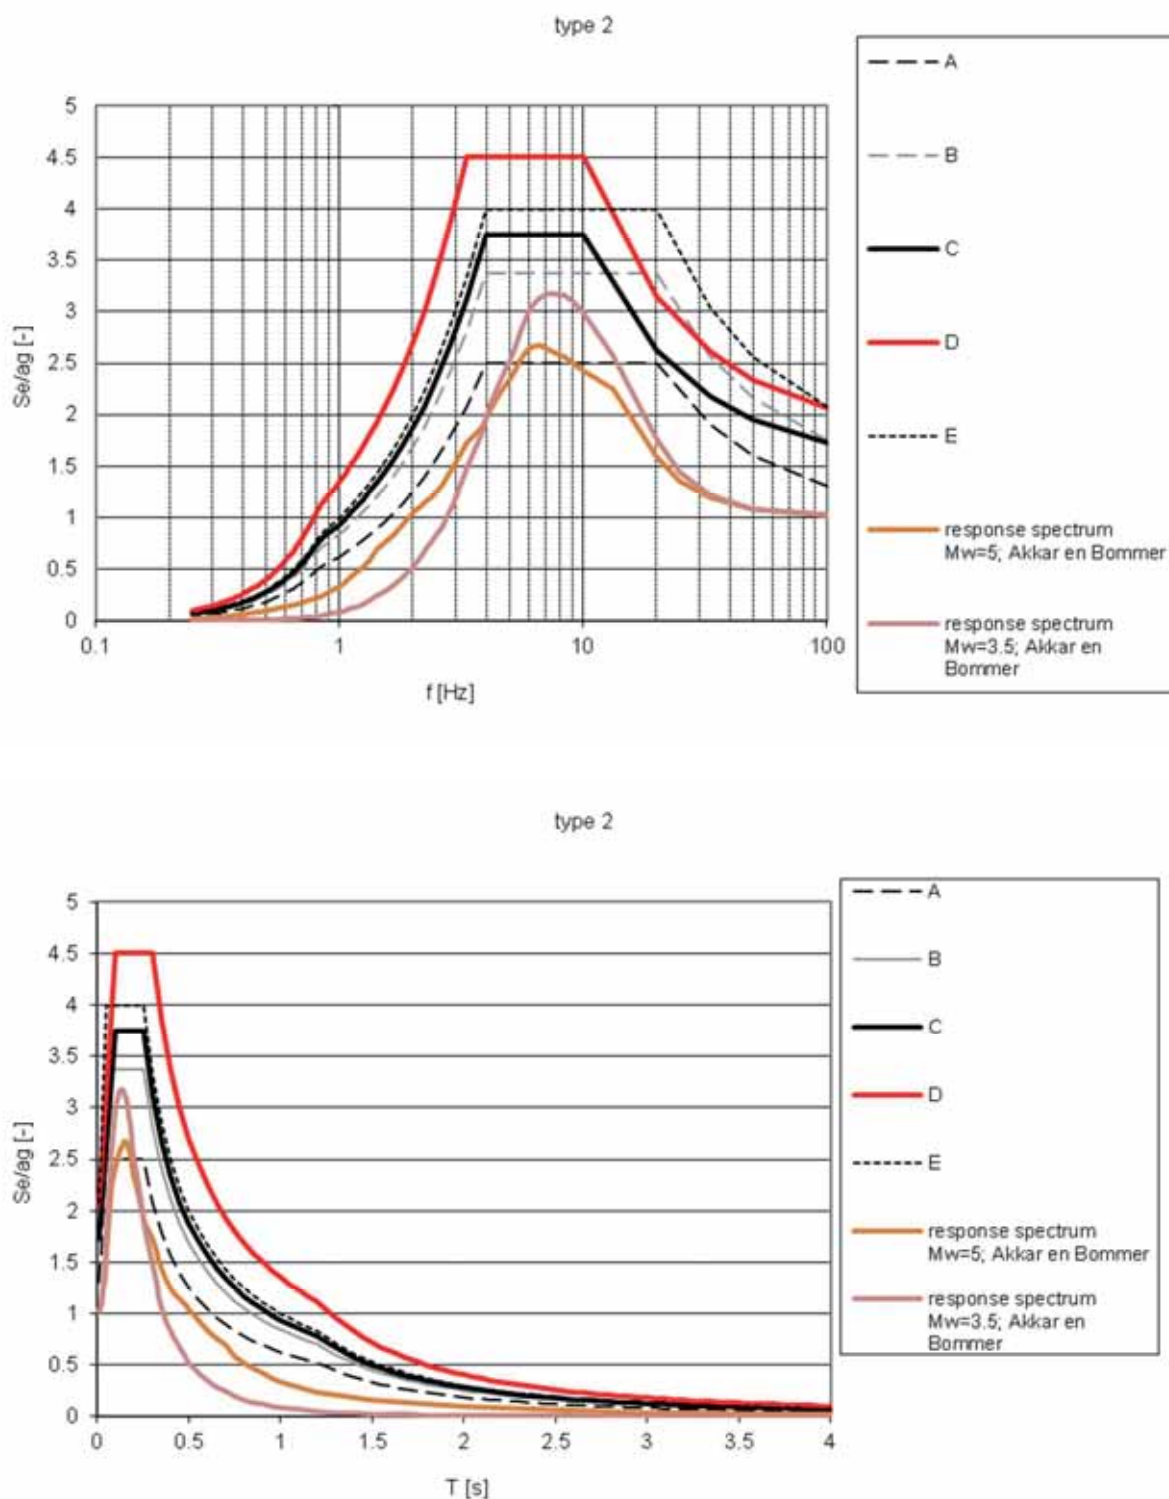 type 2
5
4.5
4
3.5
3
2.5
2
1.5
1
0.5
0
Se/ag [-]
0.1 1 10 100
f [Hz]
A
B
C
D
E
response spectrum
Mw=5; Akkar en Bommer
response spectrum
Mw=3.5; Akkar en
Bommer
type 2
5
4.5
4
3.5
3
2.5
2
1.5
1
0.5
0
Se/ag [-]
0 0.5 1 1.5 2 2.5 3 3.5 4
T [s]
A
B
C
D
E
response spectrum
Mw=5; Akkar en Bommer
response spectrum
Mw=3.5; Akkar en
Bommer